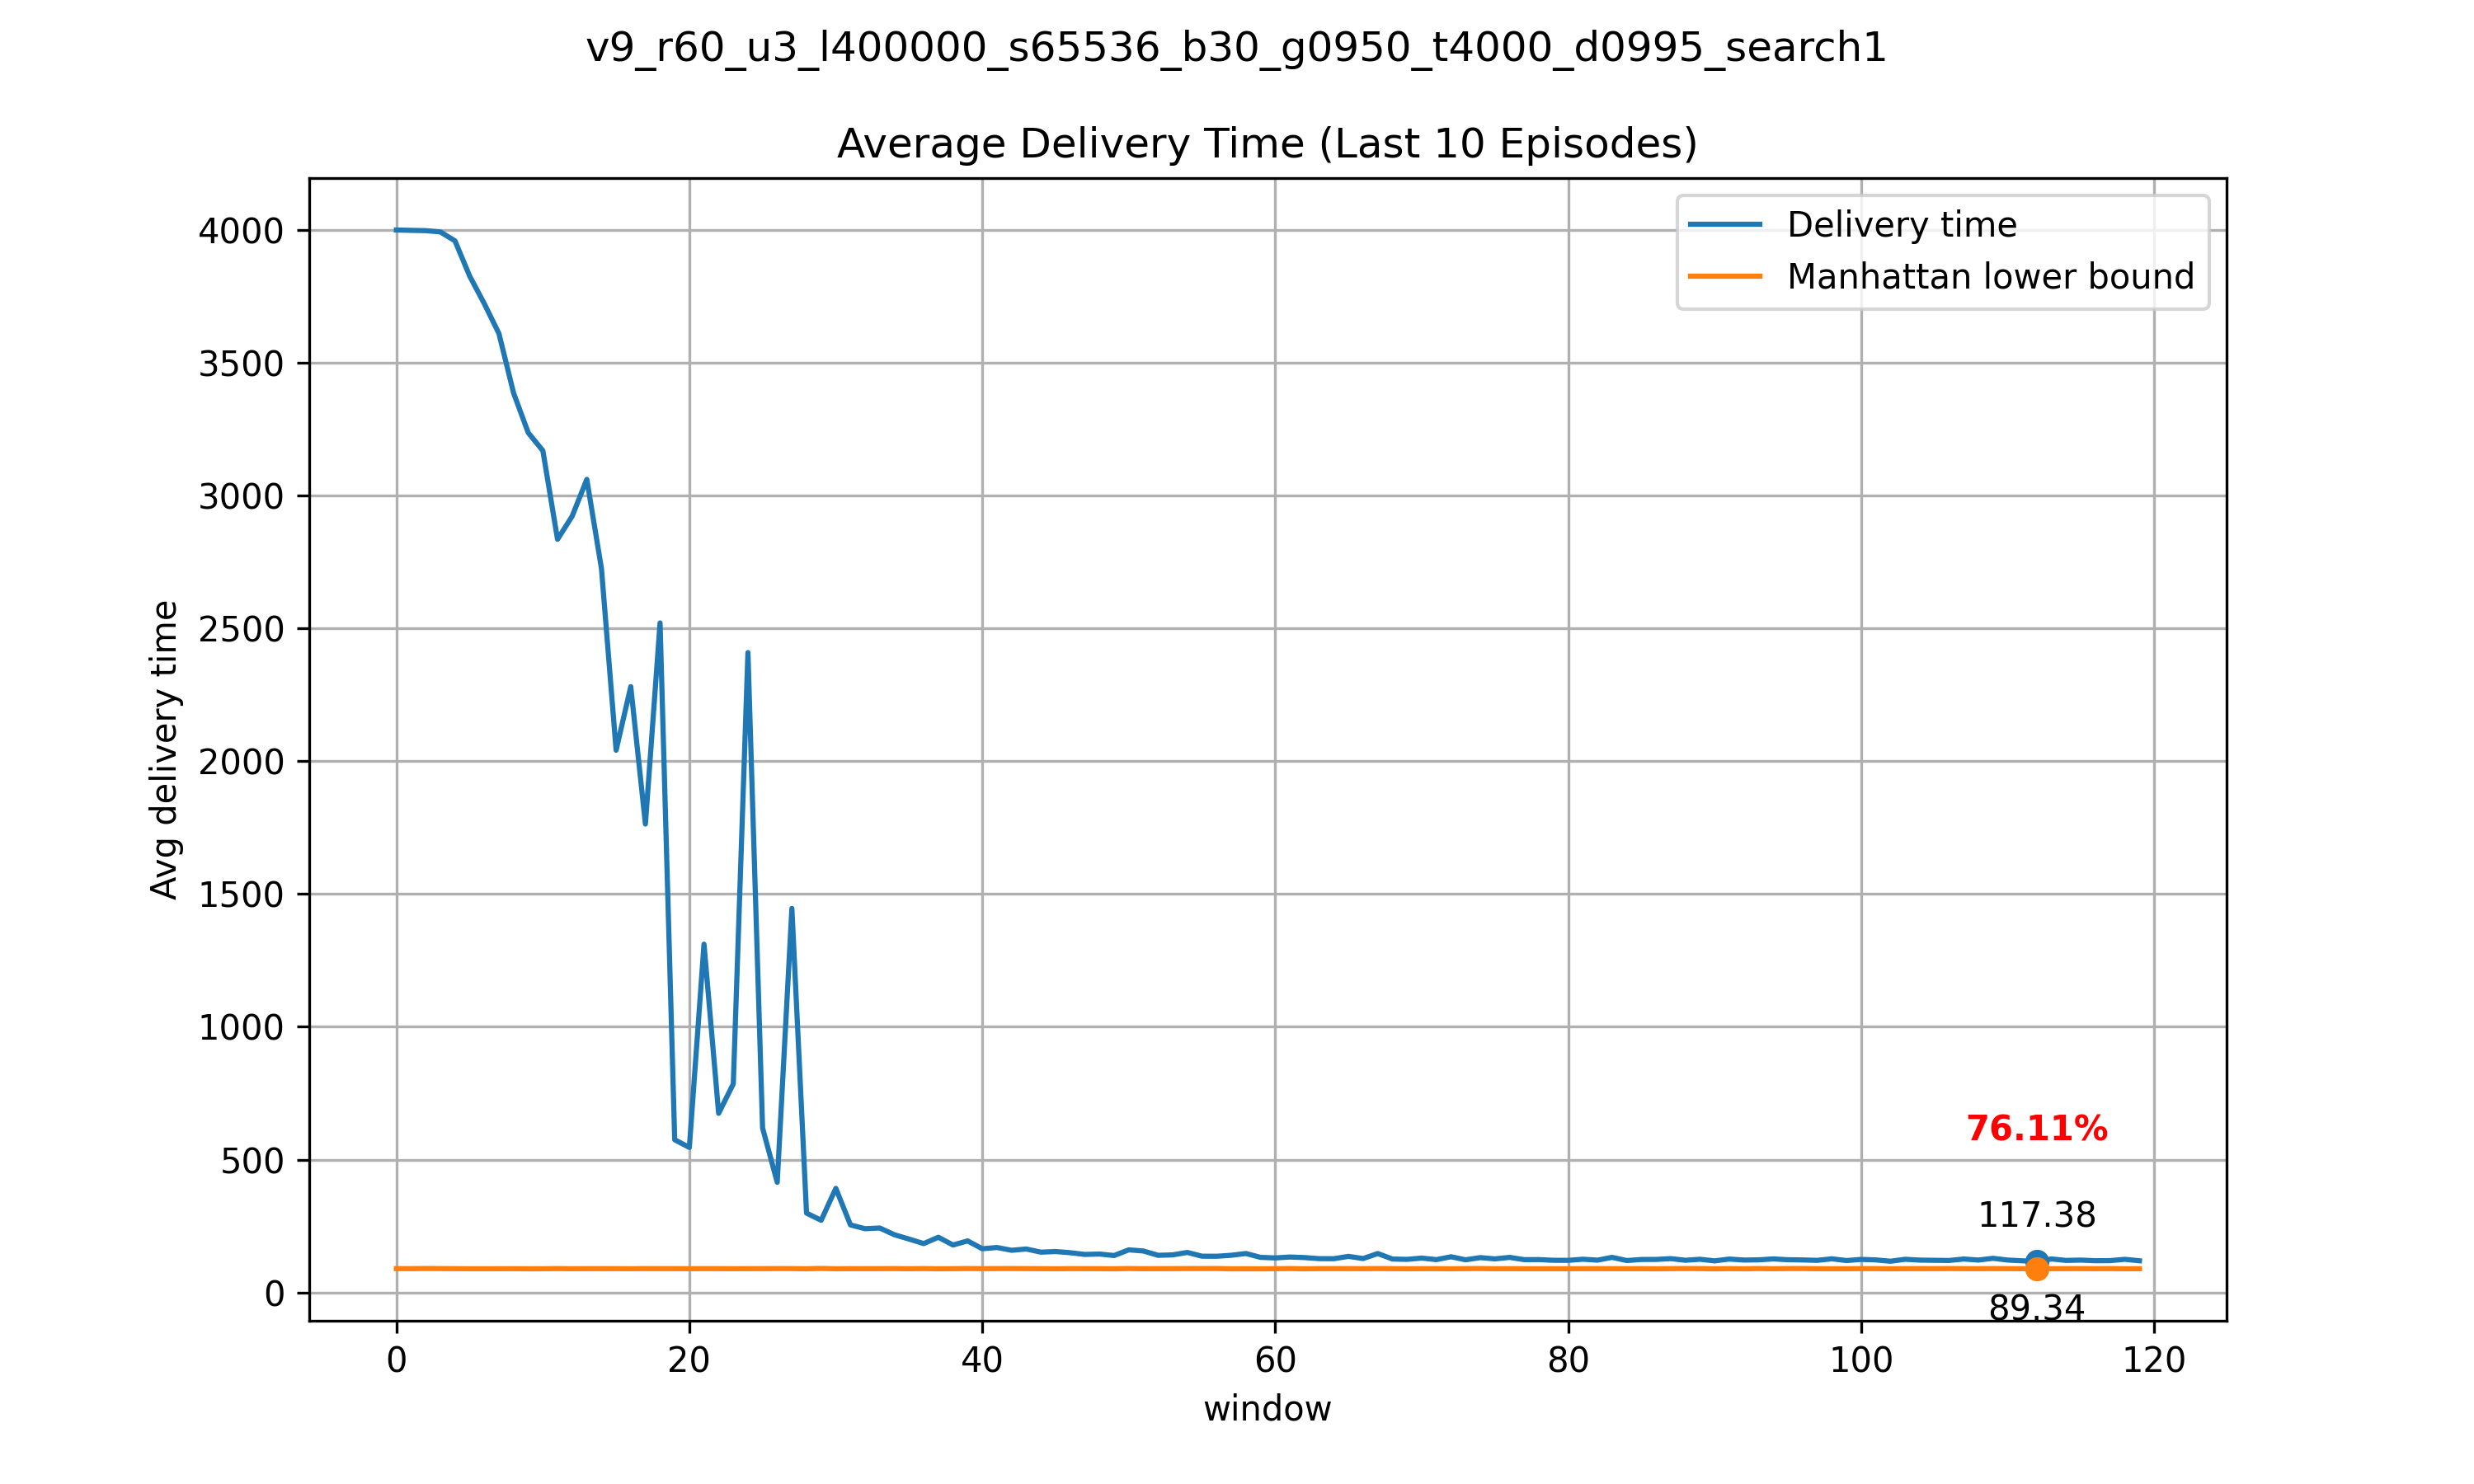 v9_r60_u3_l400000_s65536_b30_g0950_t4000_d0995_search1
Average Delivery Time (Last 10 Episodes)
Delivery time
Manhattan lower bound
Avg delivery time
4000
3500
3000
2500
2000
1500
1000
500
0
76.11%
117.38
89.34
0 20 40 60 80 100 120
window